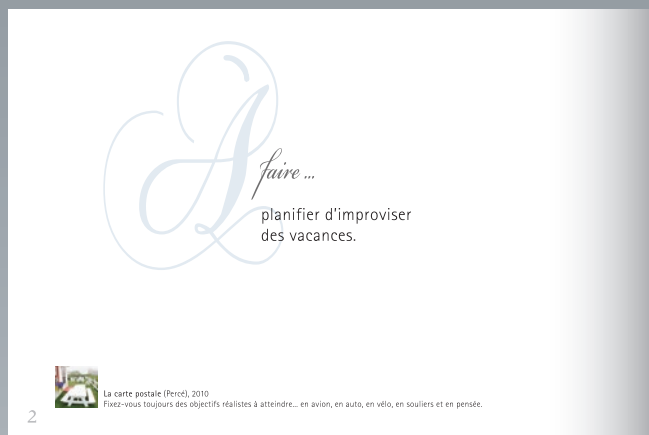 À faire ...
planifier d'improviser
des vacances.
La carte postale (Percé), 2010
Fixez-vous toujours des objectifs réalistes à atteindre... en avion, en auto, en vélo, en souliers et en pensée.
2